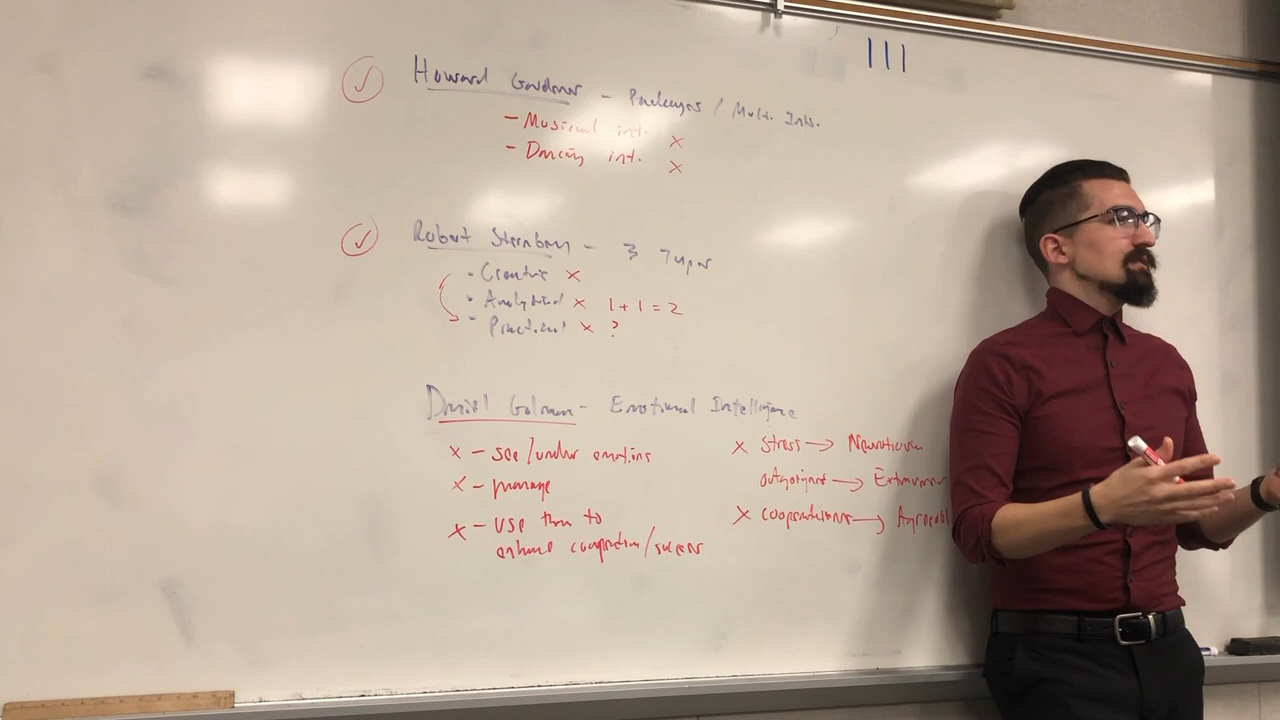 111
Howard Gardner - Packages / Mult. Ints.
- Musical int. x
- Dancing int. x
Robert Sternberg - 3 Types
- Creative x
- Analytical x 1 + 1 = 2
- Practical x ?
Daniel Golman - Emotional Intelligence
x - see/under emotions
x - manage
x - use them to
enhance cooperation/success
x Stress → Neuroticism
outgoingness → Extraversion
x cooperativeness → Agreeabl